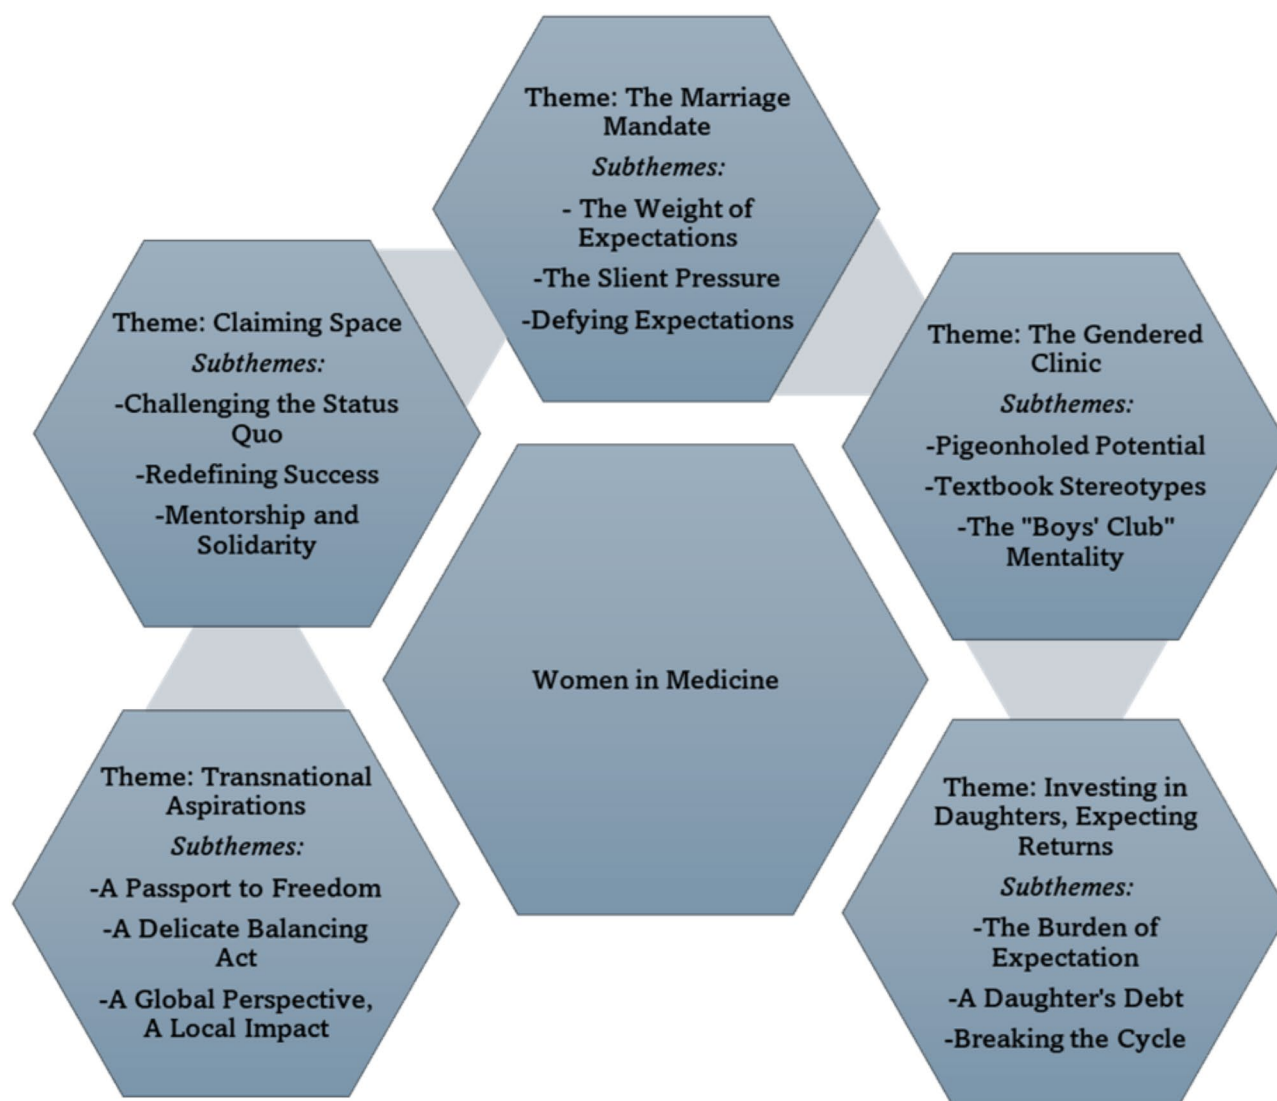 Theme: The Marriage
Mandate
Subthemes:
- The Weight of
Expectations
-The Slient Pressure
-Defying Expectations
Theme: Claiming Space
Subthemes:
-Challenging the Status
Quo
-Redefining Success
-Mentorship and
Solidarity
Theme: The Gendered
Clinic
Subthemes:
-Pigeonholed Potential
-Textbook Stereotypes
-The "Boys' Club"
Mentality
Women in Medicine
Theme: Transnational
Aspirations
Subthemes:
-A Passport to Freedom
-A Delicate Balancing
Act
-A Global Perspective,
A Local Impact
Theme: Investing in
Daughters, Expecting
Returns
Subthemes:
-The Burden of
Expectation
-A Daughter's Debt
-Breaking the Cycle